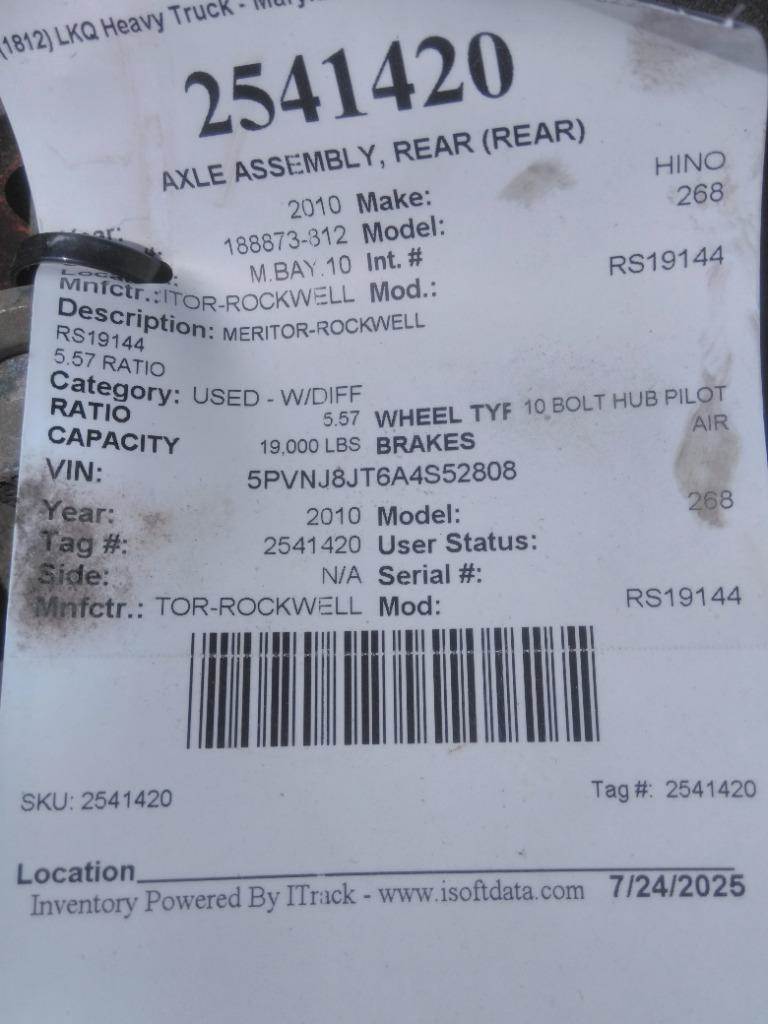 (1812) LKQ Heavy Truck -
2541420
AXLE ASSEMBLY, REAR (REAR)
2010 Make: HINO
188873-812 Model: 268
M.BAY.10 Int. #
Mnfctr.: ITOR-ROCKWELL Mod.: RS19144
Description: MERITOR-ROCKWELL
RS19144
5.57 RATIO
Category: USED - W/DIFF
RATIO 5.57 WHEEL TYP 10 BOLT HUB PILOT
CAPACITY 19,000 LBS BRAKES AIR
VIN: 5PVNJ8JT6A4S52808
Year: 2010 Model: 268
Tag #: 2541420 User Status:
Side: N/A Serial #:
Mnfctr.: TOR-ROCKWELL Mod: RS19144
SKU: 2541420 Tag #: 2541420
Location
Inventory Powered By ITrack - www.isoftdata.com 7/24/2025